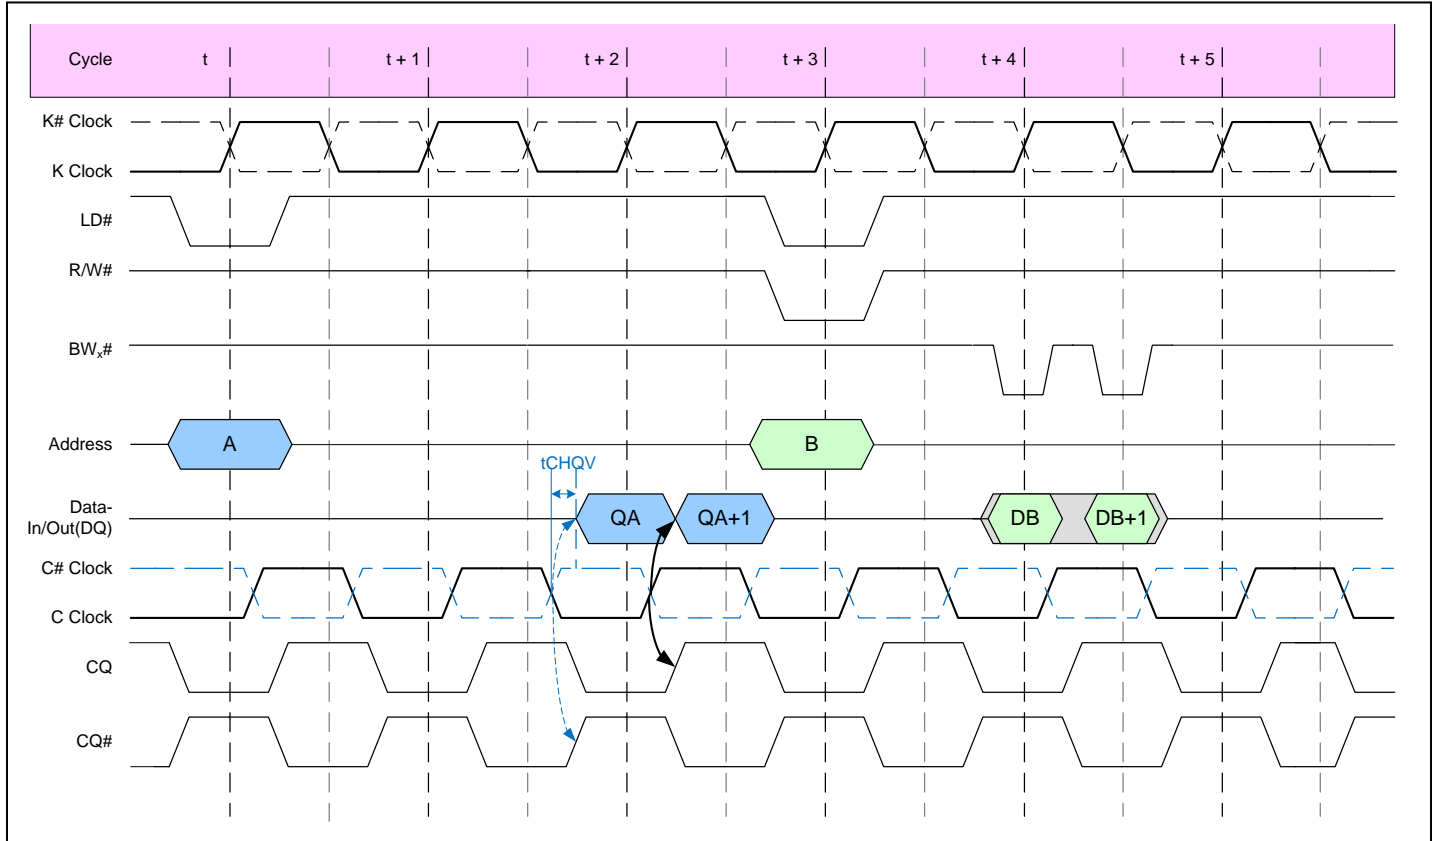 Cycle t t + 1 t + 2 t + 3 t + 4 t + 5
K# Clock
K Clock
LD#
R/W#
BWx#
Address A B
tCHQV
Data-
In/Out(DQ) QA QA+1 DB DB+1
C# Clock
C Clock
CQ
CQ#